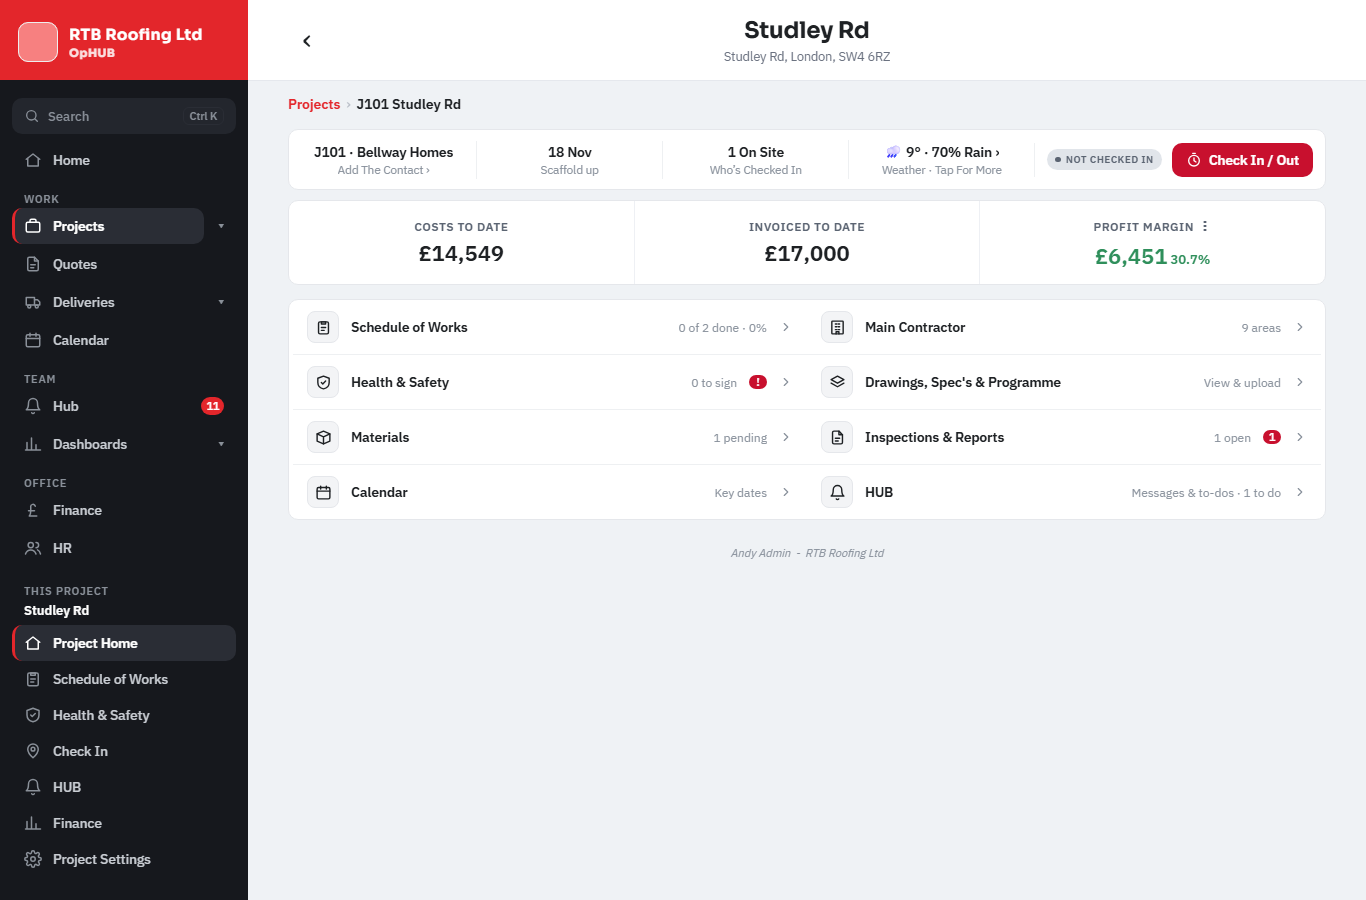 RTB Roofing Ltd
OpHUB
Search Ctrl K
Home
WORK
Projects
Quotes
Deliveries
Calendar
TEAM
Hub 11
Dashboards
OFFICE
Finance
HR
THIS PROJECT
Studley Rd
Project Home
Schedule of Works
Health & Safety
Check In
HUB
Finance
Project Settings
Studley Rd
Studley Rd, London, SW4 6RZ
Projects › J101 Studley Rd
J101 · Bellway Homes
Add The Contact ›
18 Nov
Scaffold up
1 On Site
Who's Checked In
9° · 70% Rain ›
Weather · Tap For More
NOT CHECKED IN
Check In / Out
COSTS TO DATE
£14,549
INVOICED TO DATE
£17,000
PROFIT MARGIN
£6,451 30.7%
Schedule of Works 0 of 2 done · 0%
Main Contractor 9 areas
Health & Safety 0 to sign !
Drawings, Spec's & Programme View & upload
Materials 1 pending
Inspections & Reports 1 open 1
Calendar Key dates
HUB Messages & to-dos · 1 to do
Andy Admin - RTB Roofing Ltd